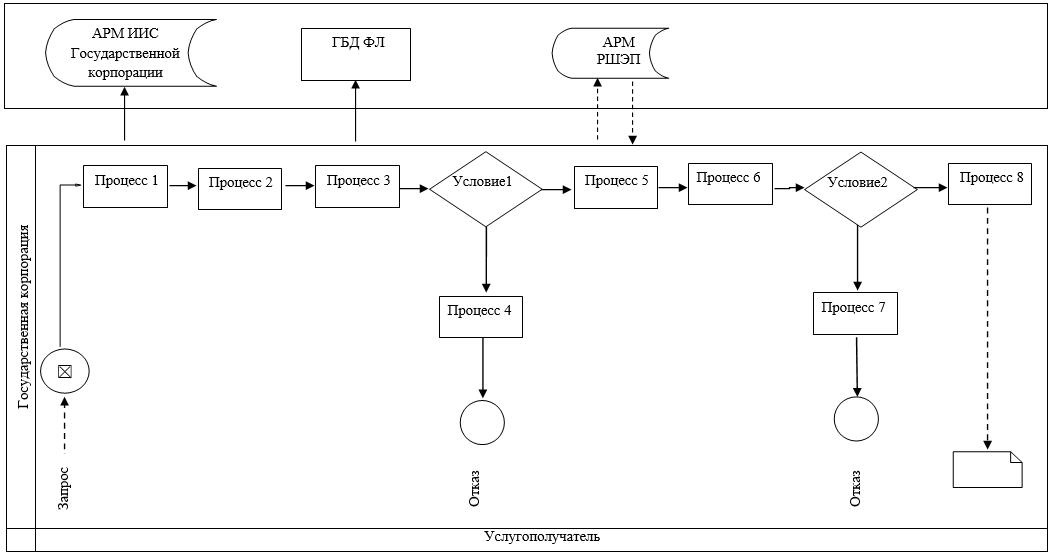 АРМ ИИС
Государственной
корпорации
ГБД ФЛ
АРМ
РШЭП
Процесс 1
Процесс 2
Процесс 3
Условие1
Процесс 5
Процесс 6
Условие2
Процесс 8
Процесс 4
Процесс 7
Государственная корпорация
Запрос
Отказ
Отказ
Услугополучатель